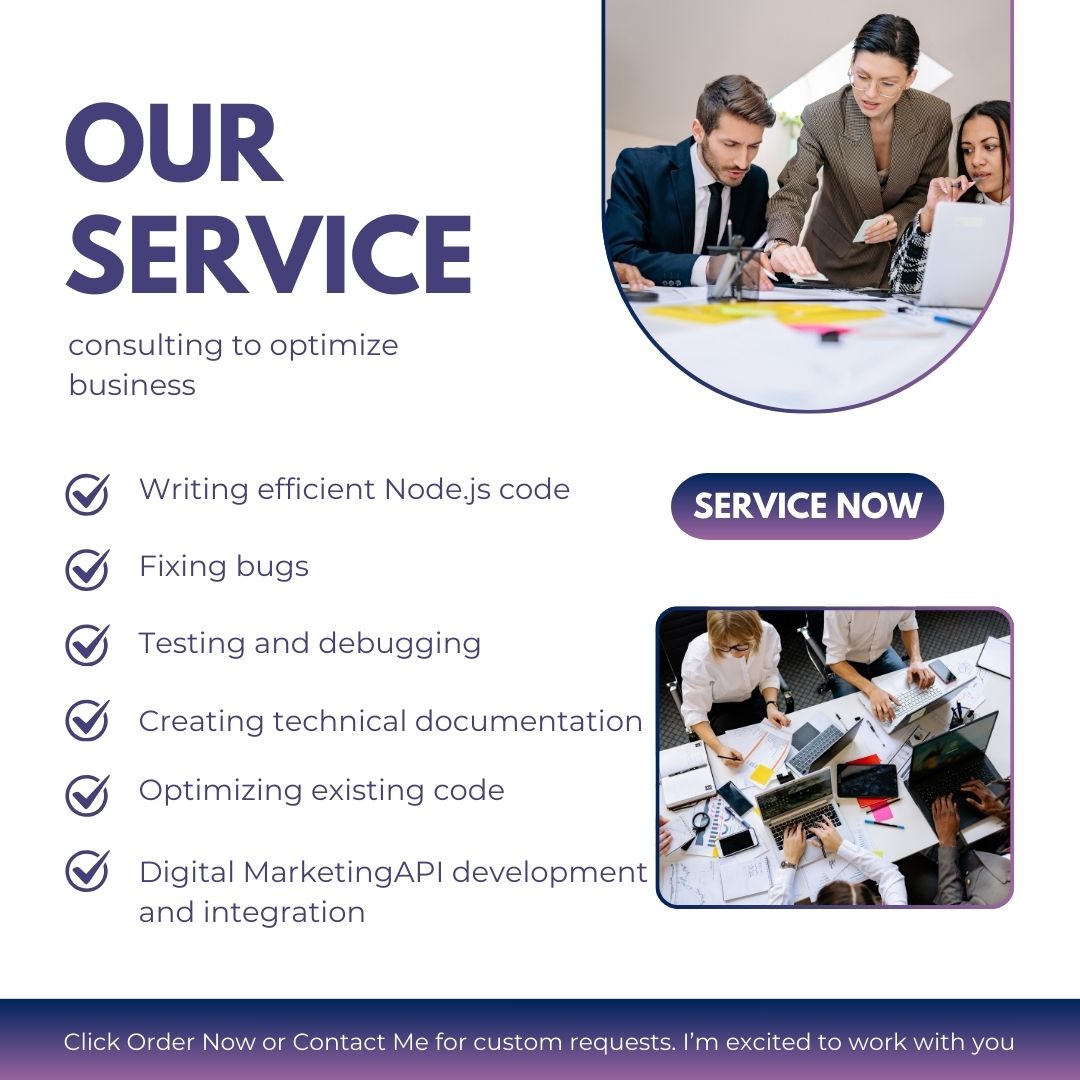 OUR
SERVICE
consulting to optimize
business
Writing efficient Node.js code
Fixing bugs
Testing and debugging
Creating technical documentation
Optimizing existing code
Digital MarketingAPI development
and integration
SERVICE NOW
Click Order Now or Contact Me for custom requests. I’m excited to work with you